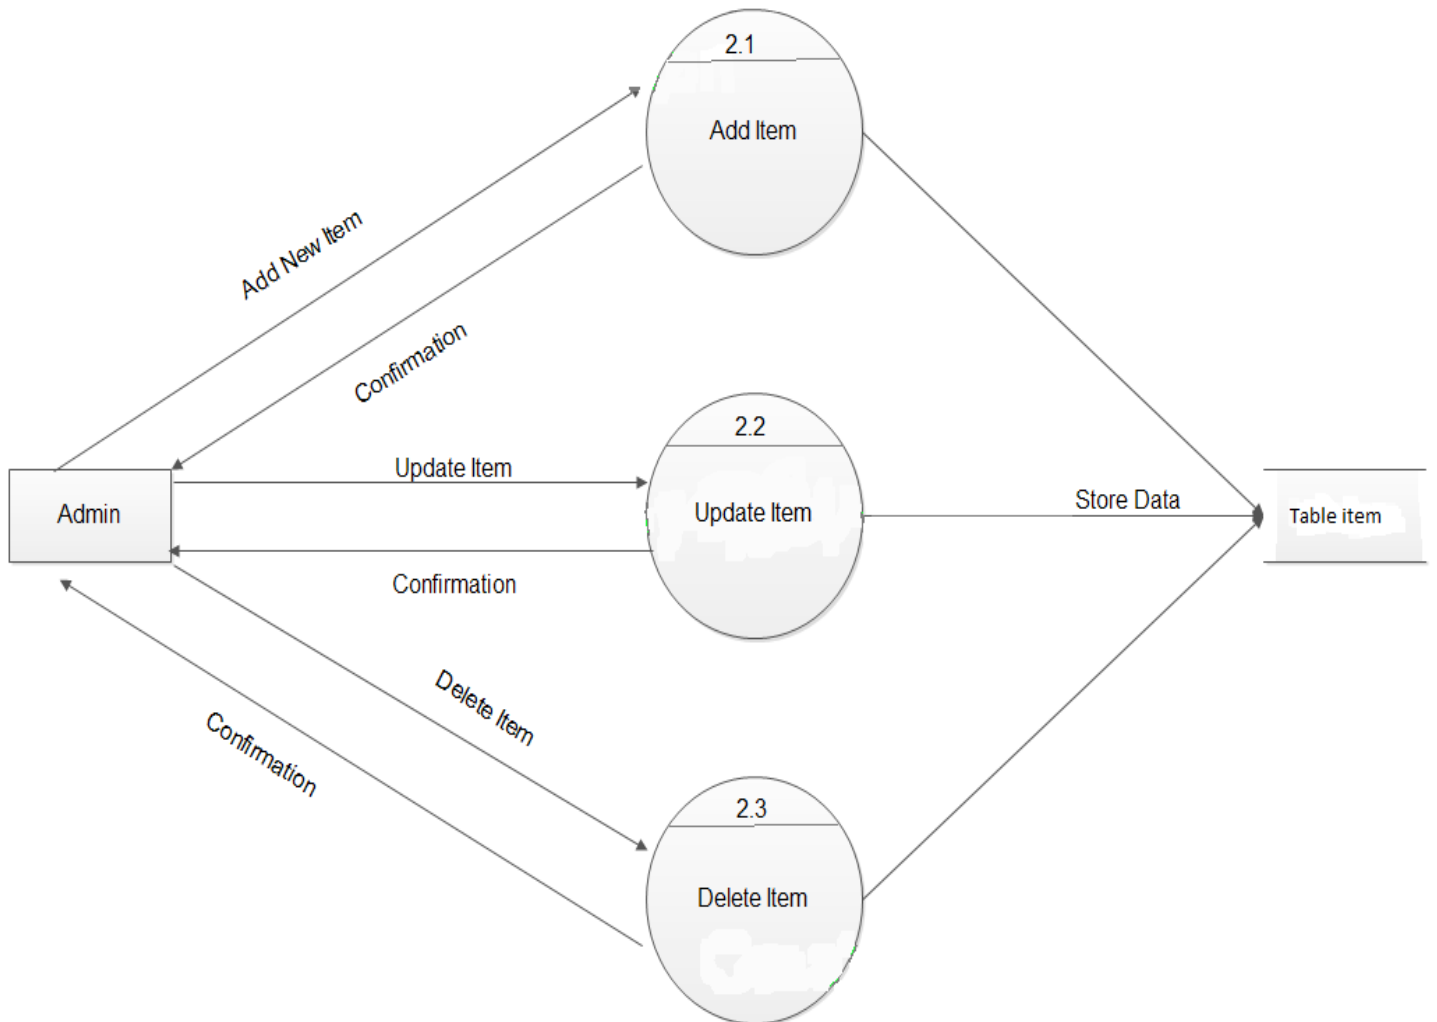 2.1
Add Item
Add New Item
Confirmation
2.2
Update Item
Admin
Update Item
Store Data
Table item
Confirmation
Delete Item
Confirmation
2.3
Delete Item